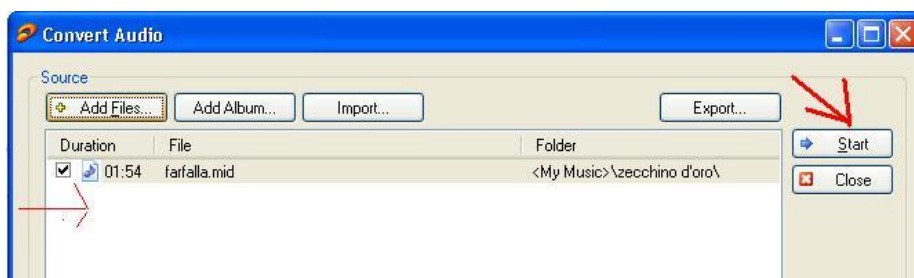 Convert Audio
Source
Add Files... Add Album... Import... Export...
Duration File Folder
Start
01:54 farfalla.mid <My Music>\zecchino d'oro\
Close